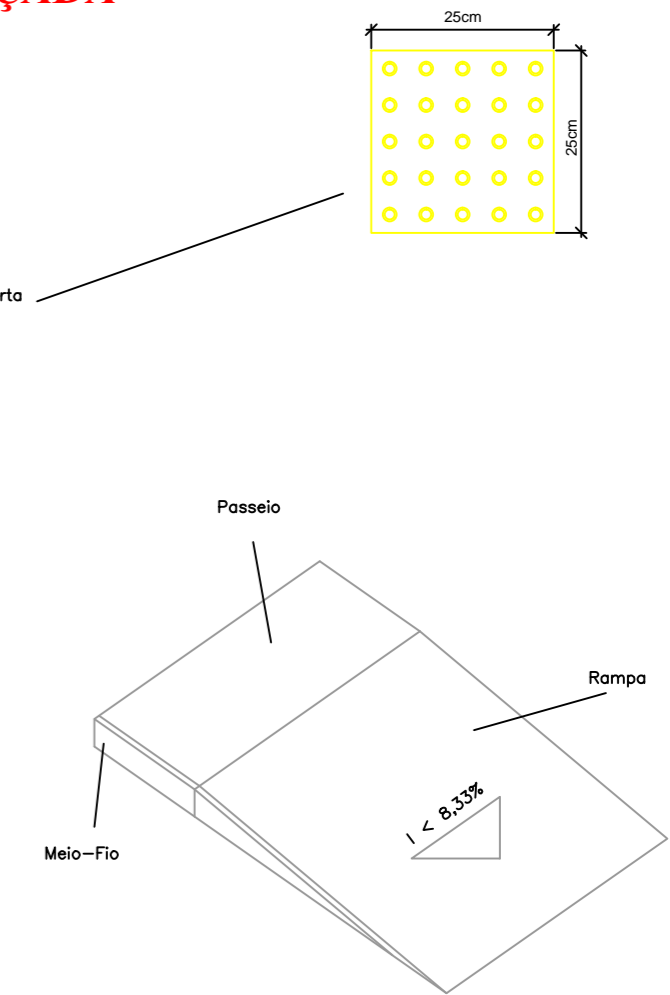 ÇADA
25cm
25cm
rta
Passeio
Rampa
I < 8,33%
Meio-Fio